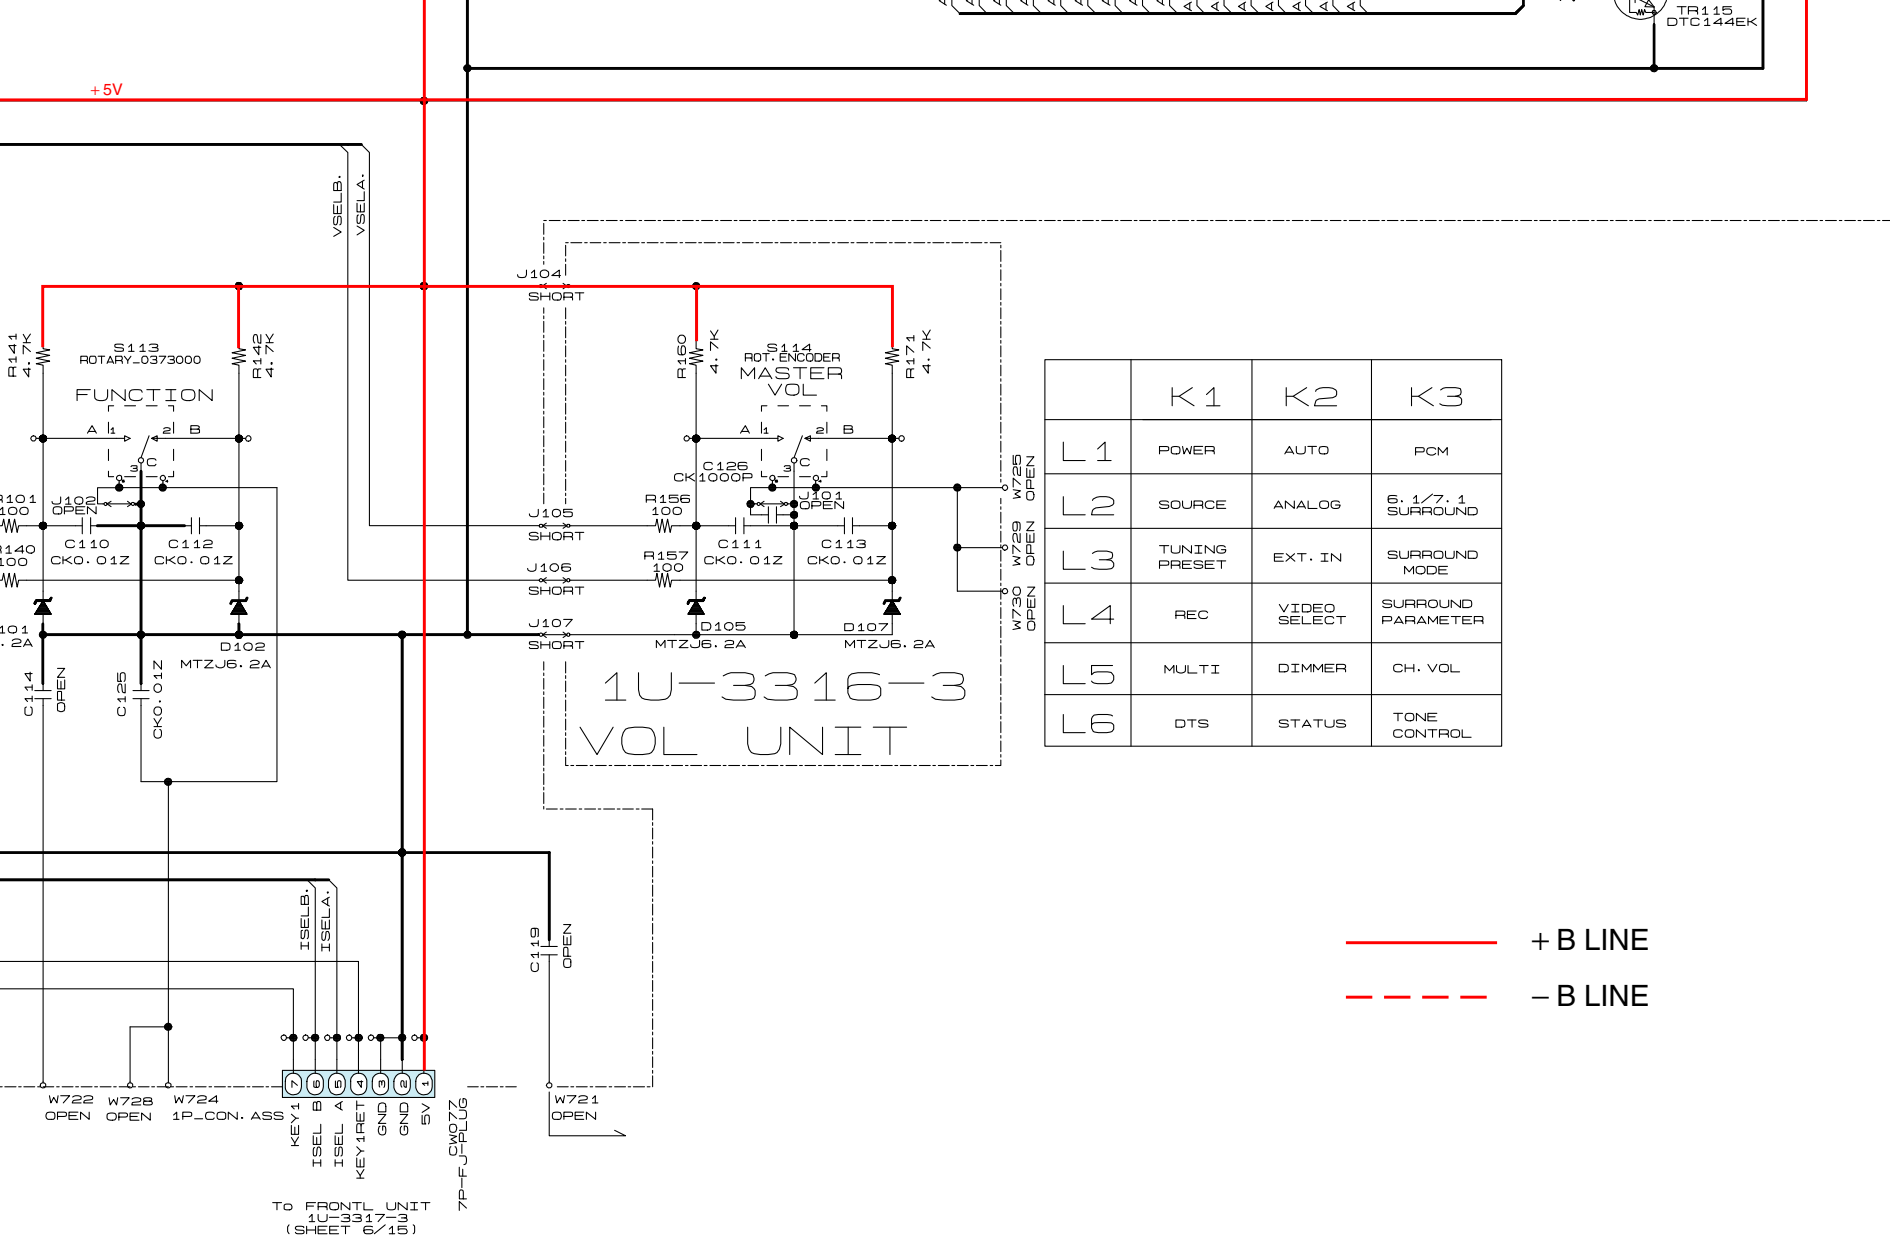 TR115
DTC144EK
+5V
VSELB.
VSELA.
J104
SHORT
R141
4.7K
S113
ROTARY_0373000
R142
4.7K
FUNCTION
A 1 2 B
3 C
R160
4.7K
S114
ROT.ENCODER
MASTER
VOL
R171
4.7K
A 1 2 B
3 C
C126
CK1000P
W725
OPEN
W729
OPEN
W730
OPEN
R101
100
J102
OPEN
C110
CK0.01Z
C112
CK0.01Z
R140
100
J105
SHORT
R156
100
J101
OPEN
C111
CK0.01Z
C113
CK0.01Z
J106
SHORT
R157
100
J107
SHORT
D102
MTZJ6.2A
D105
MTZJ6.2A
D107
MTZJ6.2A
C114
OPEN
C125
CK0.01Z
1U-3316-3
VOL UNIT
K1 K2 K3
L1 POWER AUTO PCM
L2 SOURCE ANALOG 6.1/7.1 SURROUND
L3 TUNING PRESET EXT.IN SURROUND MODE
L4 REC VIDEO SELECT SURROUND PARAMETER
L5 MULTI DIMMER CH.VOL
L6 DTS STATUS TONE CONTROL
ISELB.
ISELA.
C119
OPEN
+B LINE
−B LINE
W722
OPEN
W728
OPEN
W724
1P_CON.ASS
7 6 5 4 3 2 1
KEY1
ISEL B
ISEL A
KEY1RET
GND
GND
5V
CW077
7P-FJ-PLUG
W721
OPEN
To FRONTL UNIT
1U-3317-3
(SHEET 6/15)